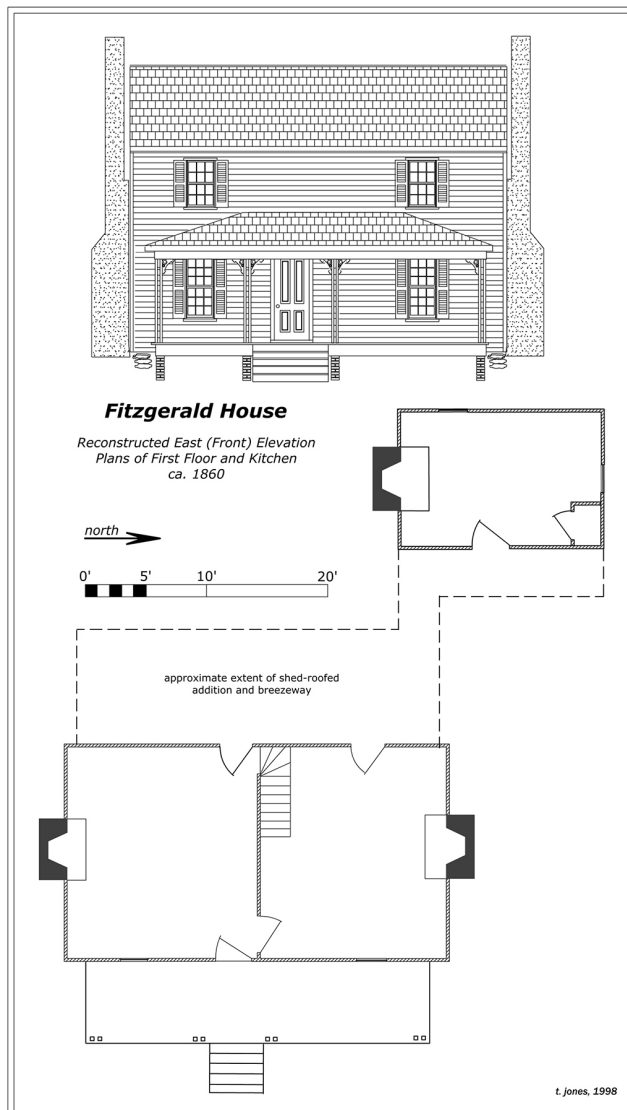 Fitzgerald House
Reconstructed East (Front) Elevation
Plans of First Floor and Kitchen
ca. 1860
north
0' 5' 10' 20'
approximate extent of shed-roofed
addition and breezeway
t. jones, 1998